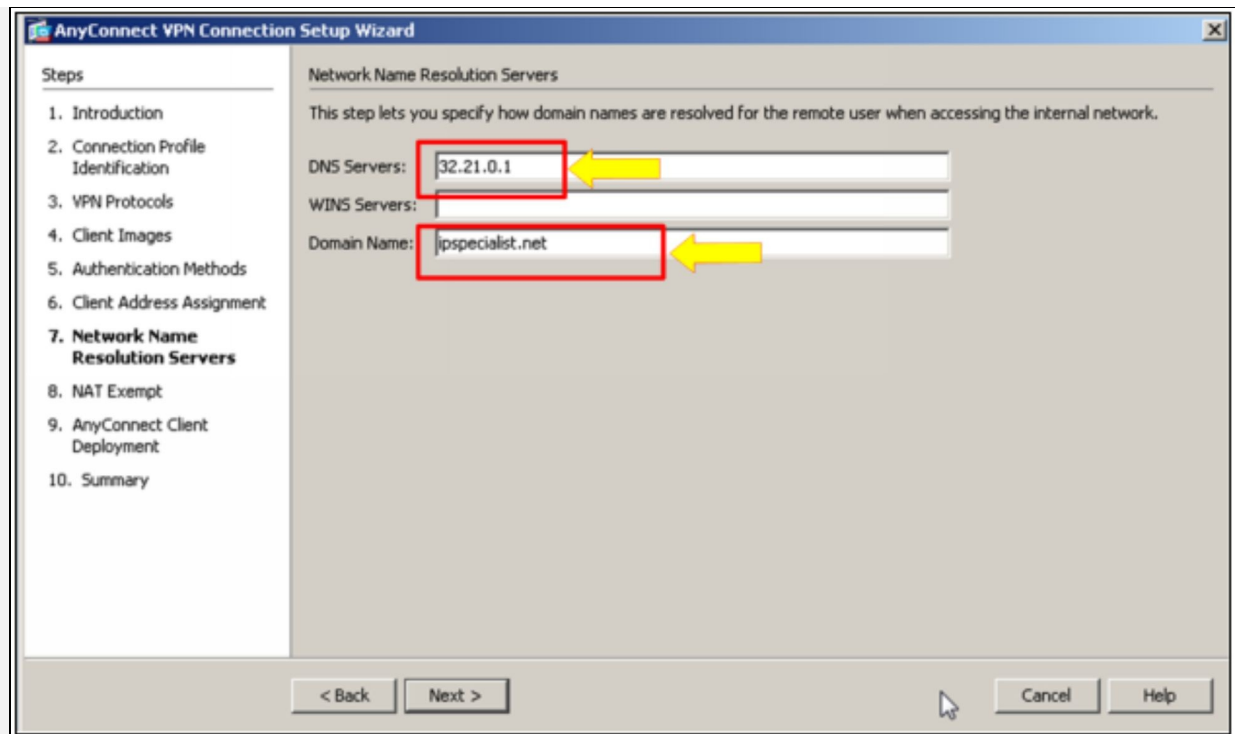 AnyConnect VPN Connection Setup Wizard
Steps
1. Introduction
2. Connection Profile
Identification
3. VPN Protocols
4. Client Images
5. Authentication Methods
6. Client Address Assignment
7. Network Name
Resolution Servers
8. NAT Exempt
9. AnyConnect Client
Deployment
10. Summary
Network Name Resolution Servers
This step lets you specify how domain names are resolved for the remote user when accessing the internal network.
DNS Servers: 32.21.0.1
WINS Servers:
Domain Name: ipspecialist.net
< Back Next > Cancel Help